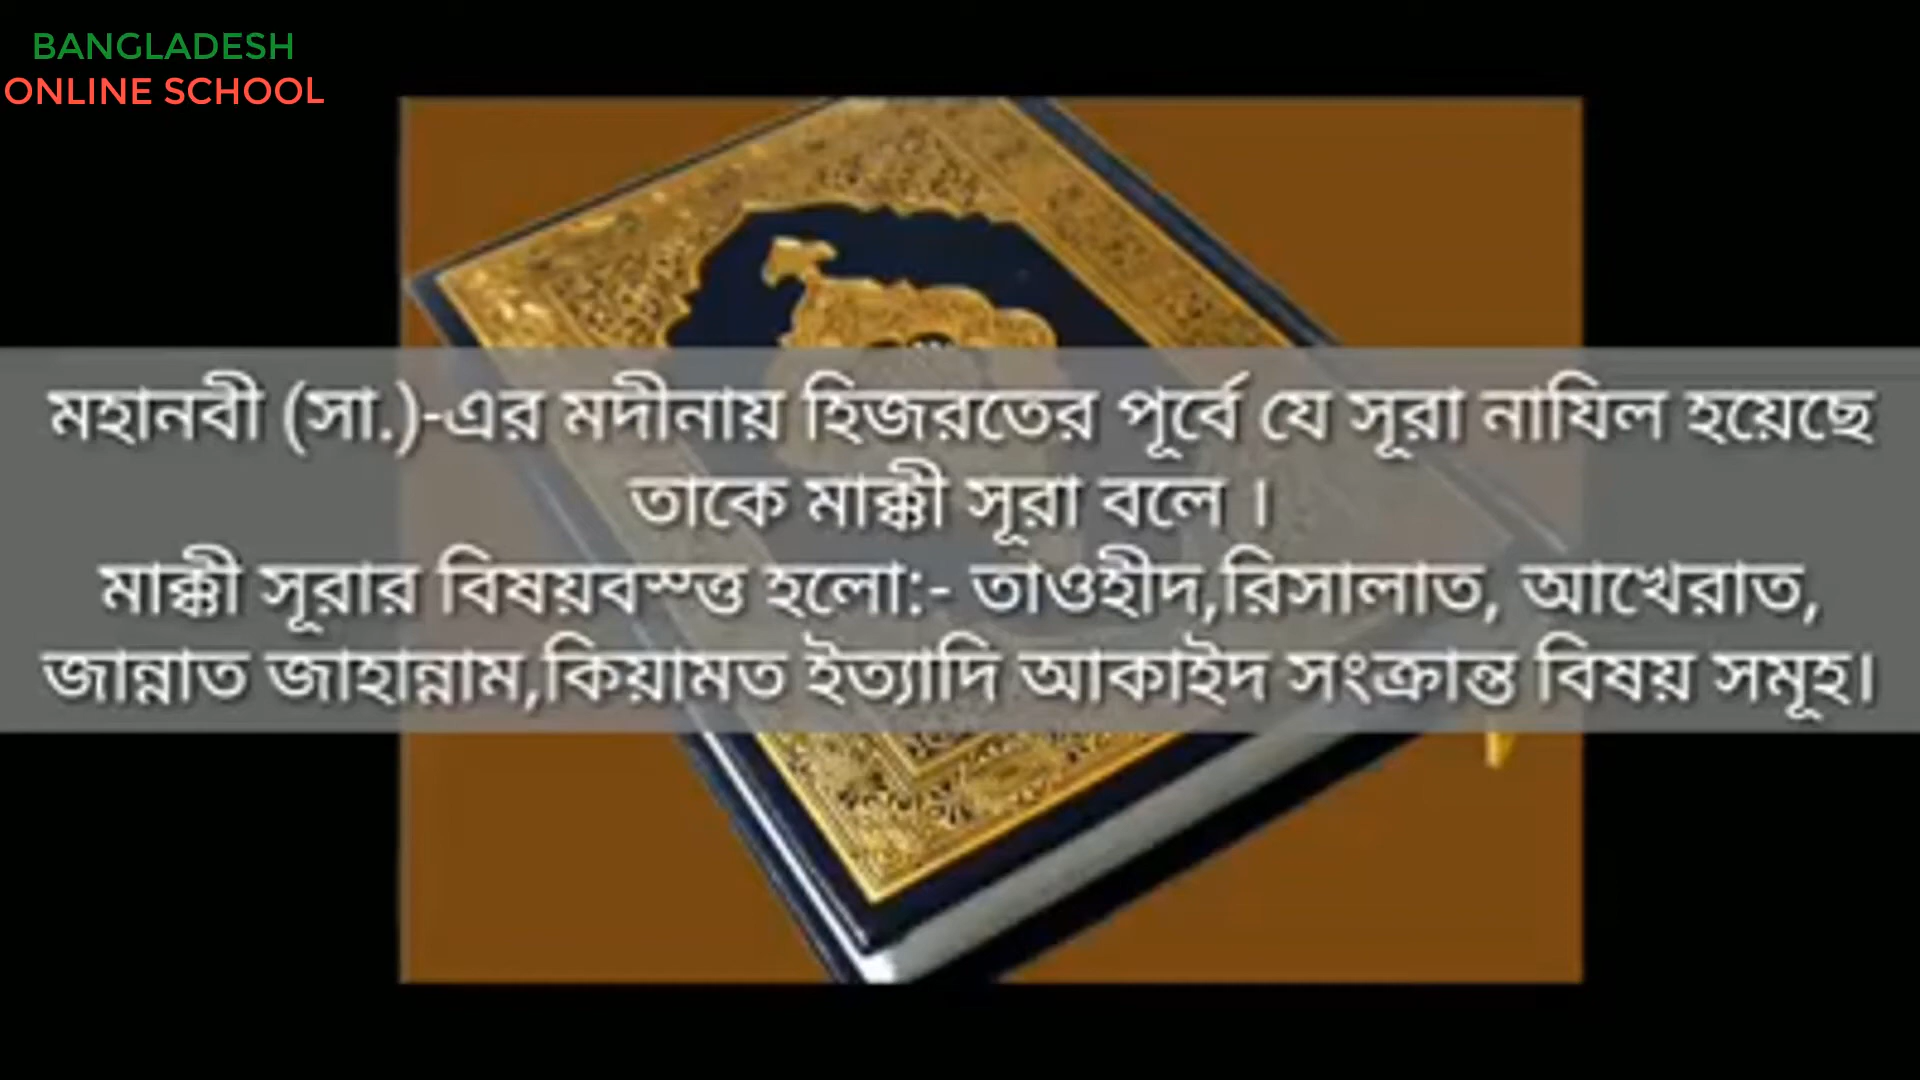 BANGLADESH
ONLINE SCHOOL
মহানবী (সা.)-এর মদীনায় হিজরতের পূর্বে যে সূরা নাযিল হয়েছে
তাকে মাক্কী সূরা বলে ।
মাক্কী সূরার বিষয়বস্ত্ত হলো:- তাওহীদ,রিসালাত, আখেরাত,
জান্নাত জাহান্নাম,কিয়ামত ইত্যাদি আকাইদ সংক্রান্ত বিষয় সমূহ।